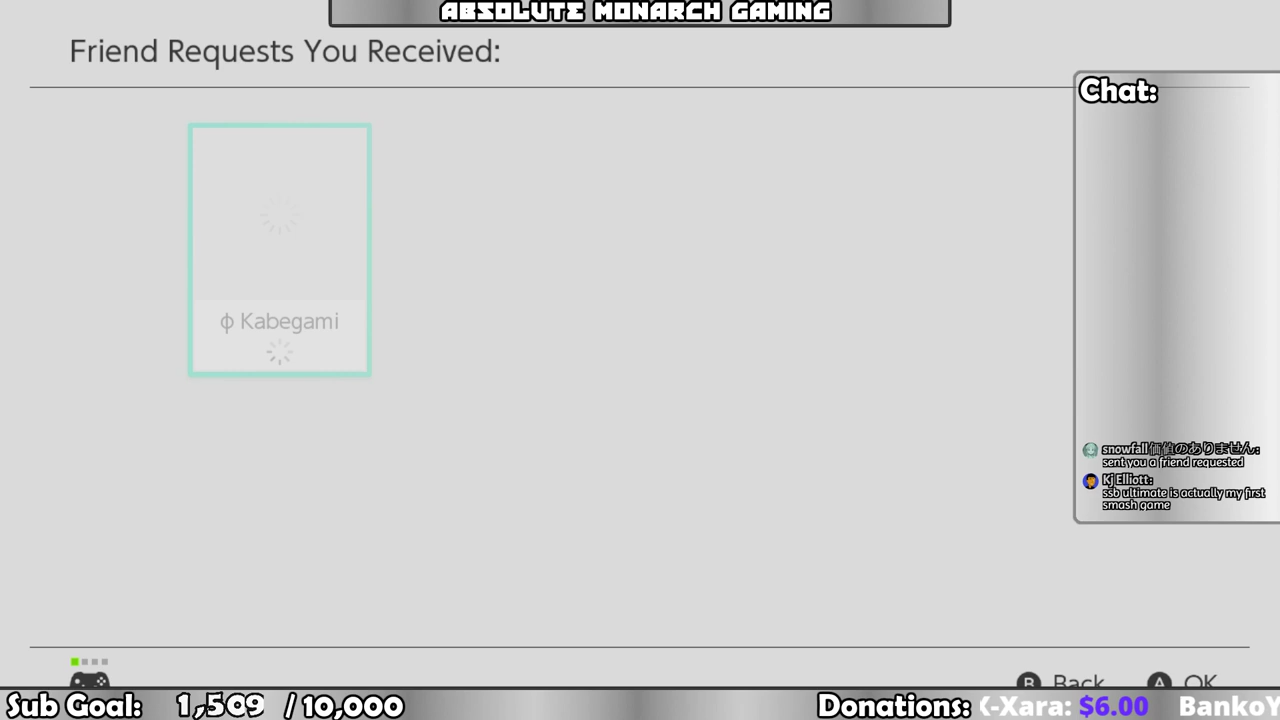 ABSOLUTE MONARCH GAMING
Friend Requests You Received:
Chat:
φ Kabegami
snowfall価値のありません:
sent you a friend requested
Kj Elliott:
ssb ultimate is actually my first
smash game
B Back A OK
Sub Goal: 1,509 / 10,000 Donations: -Xara: $6.00 BankoY